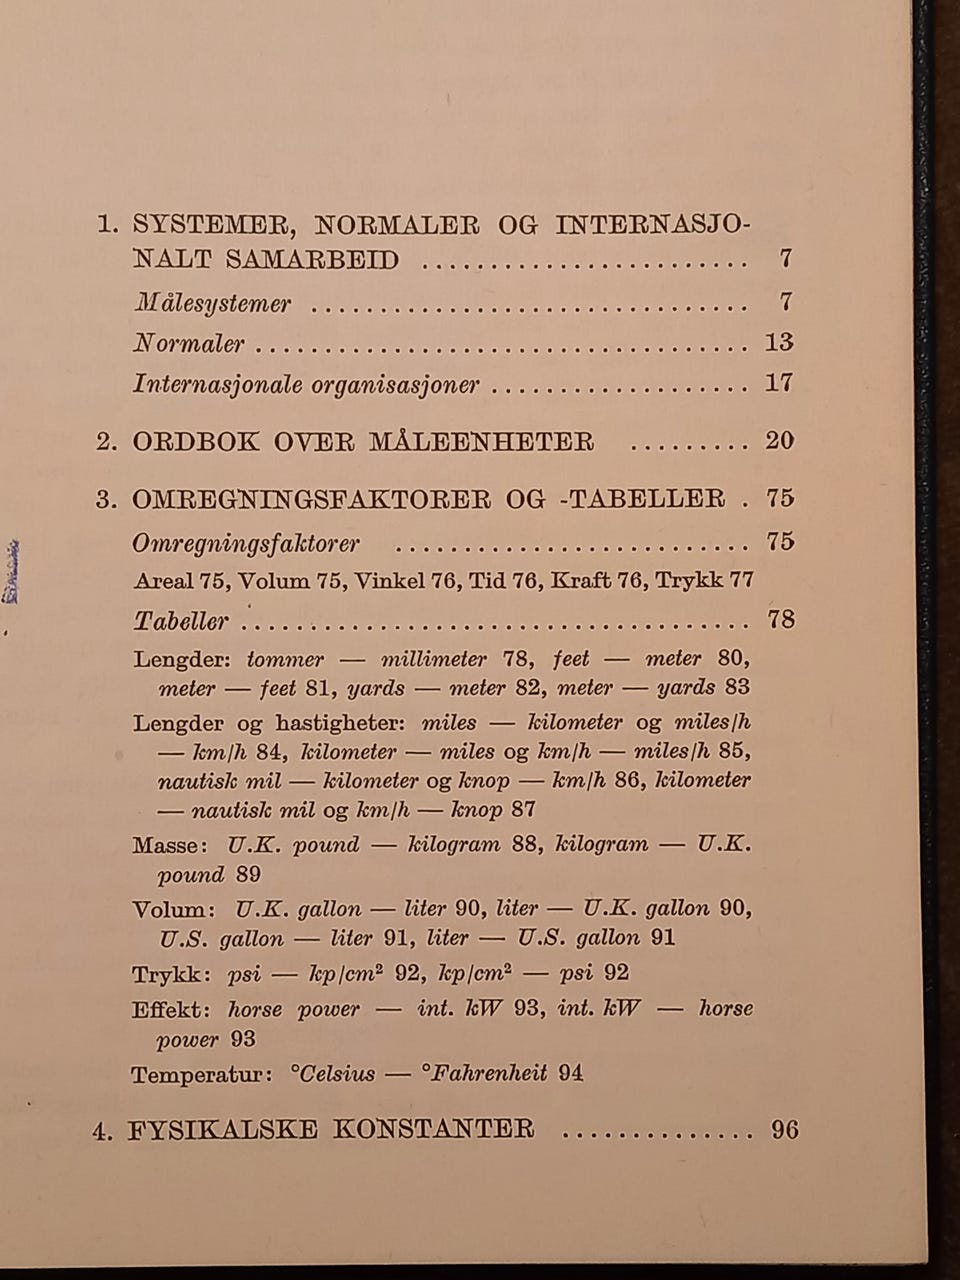 1. SYSTEMER, NORMALER OG INTERNASJO-
NALT SAMARBEID ........................ 7
Målesystemer ................................ 7
Normaler .................................... 13
Internasjonale organisasjoner ................... 17
2. ORDBOK OVER MÅLEENHETER ......... 20
3. OMREGNINGSFAKTORER OG -TABELLER . 75
Omregningsfaktorer .......................... 75
Areal 75, Volum 75, Vinkel 76, Tid 76, Kraft 76, Trykk 77
Tabeller ..................................... 78
Lengder: tommer — millimeter 78, feet — meter 80,
meter — feet 81, yards — meter 82, meter — yards 83
Lengder og hastigheter: miles — kilometer og miles/h
— km/h 84, kilometer — miles og km/h — miles/h 85,
nautisk mil — kilometer og knop — km/h 86, kilometer
— nautisk mil og km/h — knop 87
Masse: U.K. pound — kilogram 88, kilogram — U.K.
pound 89
Volum: U.K. gallon — liter 90, liter — U.K. gallon 90,
U.S. gallon — liter 91, liter — U.S. gallon 91
Trykk: psi — kp/cm² 92, kp/cm² — psi 92
Effekt: horse power — int. kW 93, int. kW — horse
power 93
Temperatur: °Celsius — °Fahrenheit 94
4. FYSIKALSKE KONSTANTER .............. 96